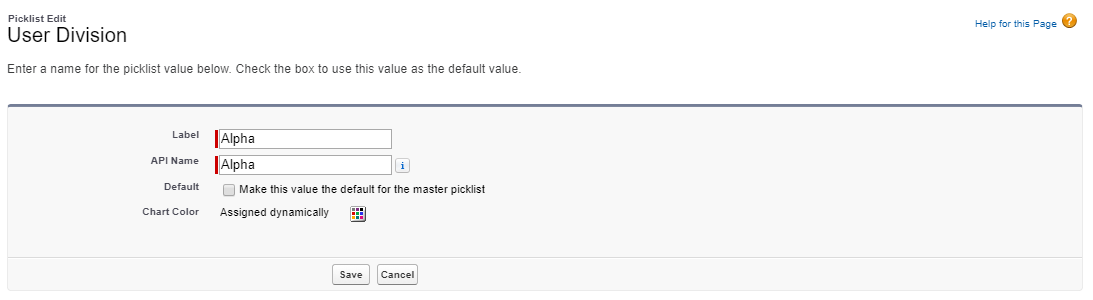 Picklist Edit
User Division
Help for this Page ?
Enter a name for the picklist value below. Check the box to use this value as the default value.
Label Alpha
API Name Alpha i
Default Make this value the default for the master picklist
Chart Color Assigned dynamically
Save Cancel